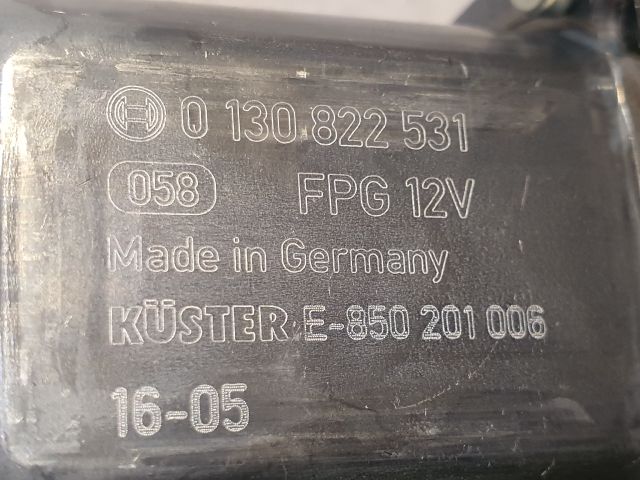 0 130 822 531
058 FPG 12V
Made in Germany
KÜSTER E-850 201 006
16-05